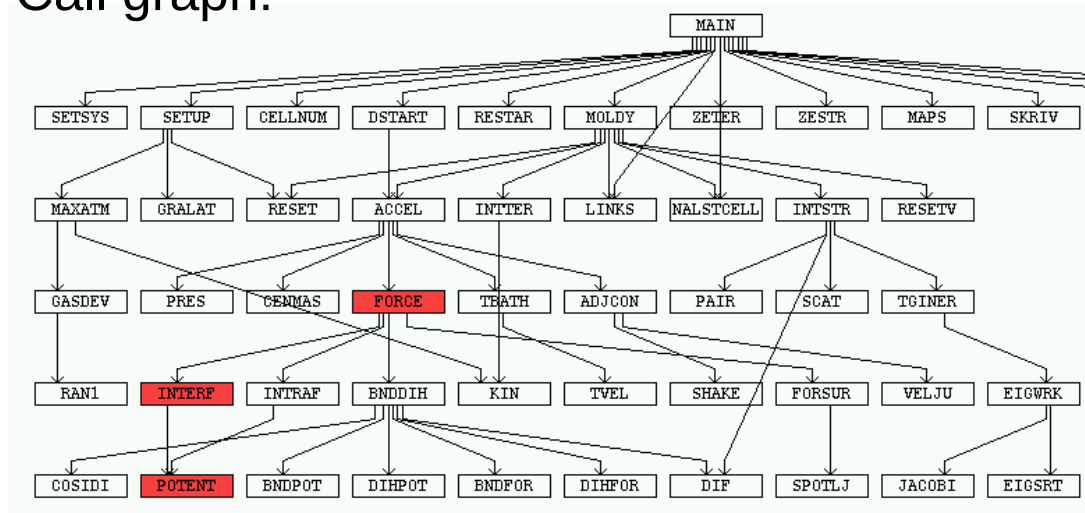 Call graph:
MAIN
SETSYS SETUP CELLNUM DSTART RESTAR MOLDY ZETER ZESTR MAPS SKRIV
MAXATM GRALAT RESET ACCEL INTTER LINKS NALSTCELL INTSTR RESETV
GASDEV PRES CENMAS FORCE TBATH ADJCON PAIR SCAT TGINER
RAN1 INTERF INTRAF BNDDIH KIN TVEL SHAKE FORSUR VELJU EIGWRK
COSIDI POTENT BNDPOT DIHPOT BNDFOR DIHFOR DIF SPOTLJ JACOBI EIGSRT